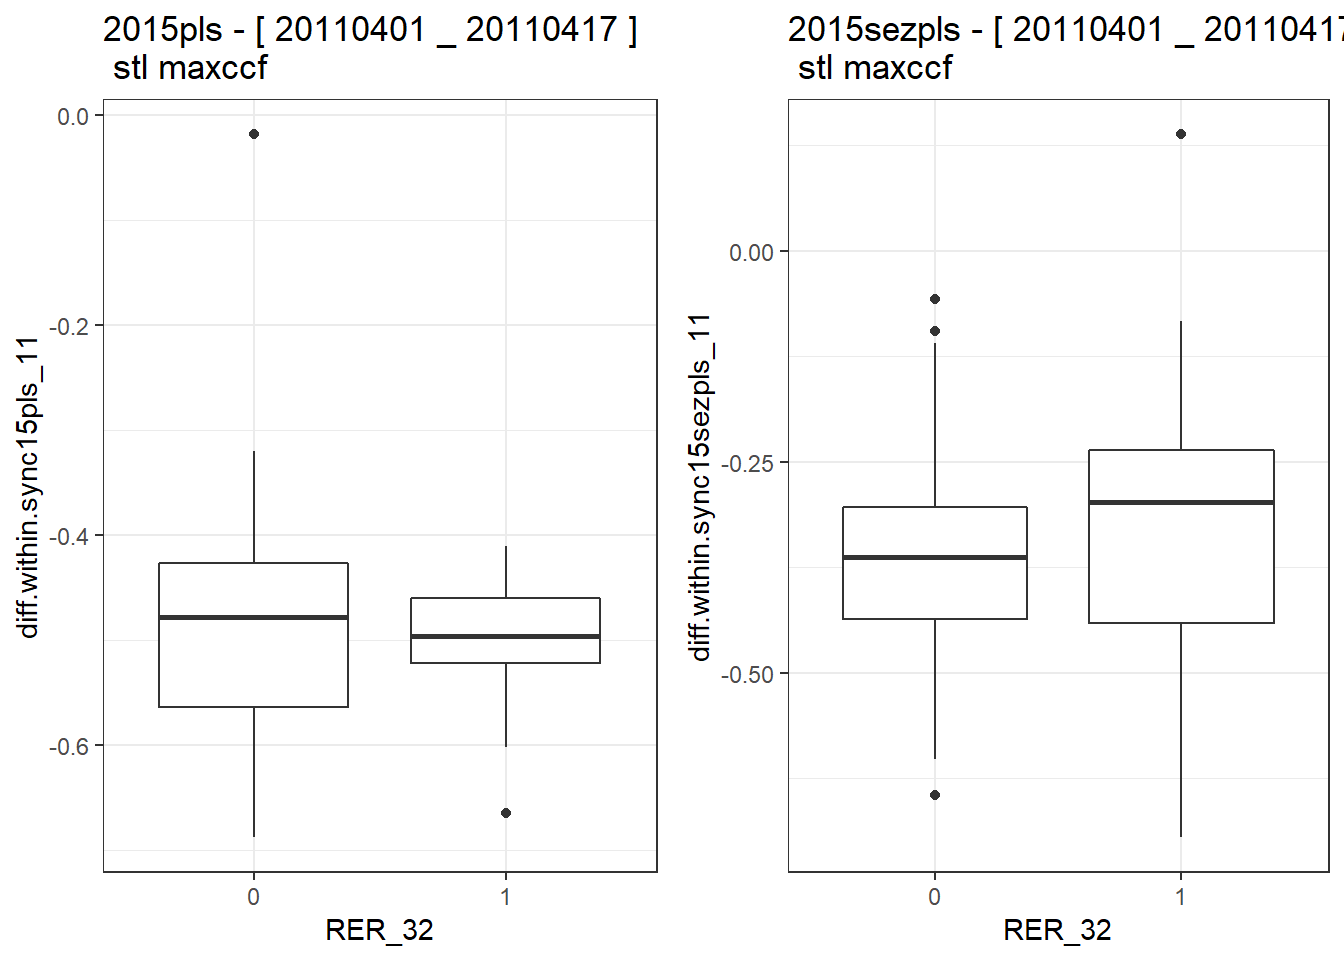 2015pls - [ 20110401 _ 20110417 ]
stl maxccf
diff.within.sync15pls_11
0.0
-0.2
-0.4
-0.6
0
1
RER_32
2015sezpls - [ 20110401 _ 20110417
stl maxccf
diff.within.sync15sezpls_11
0.00
-0.25
-0.50
0
1
RER_32